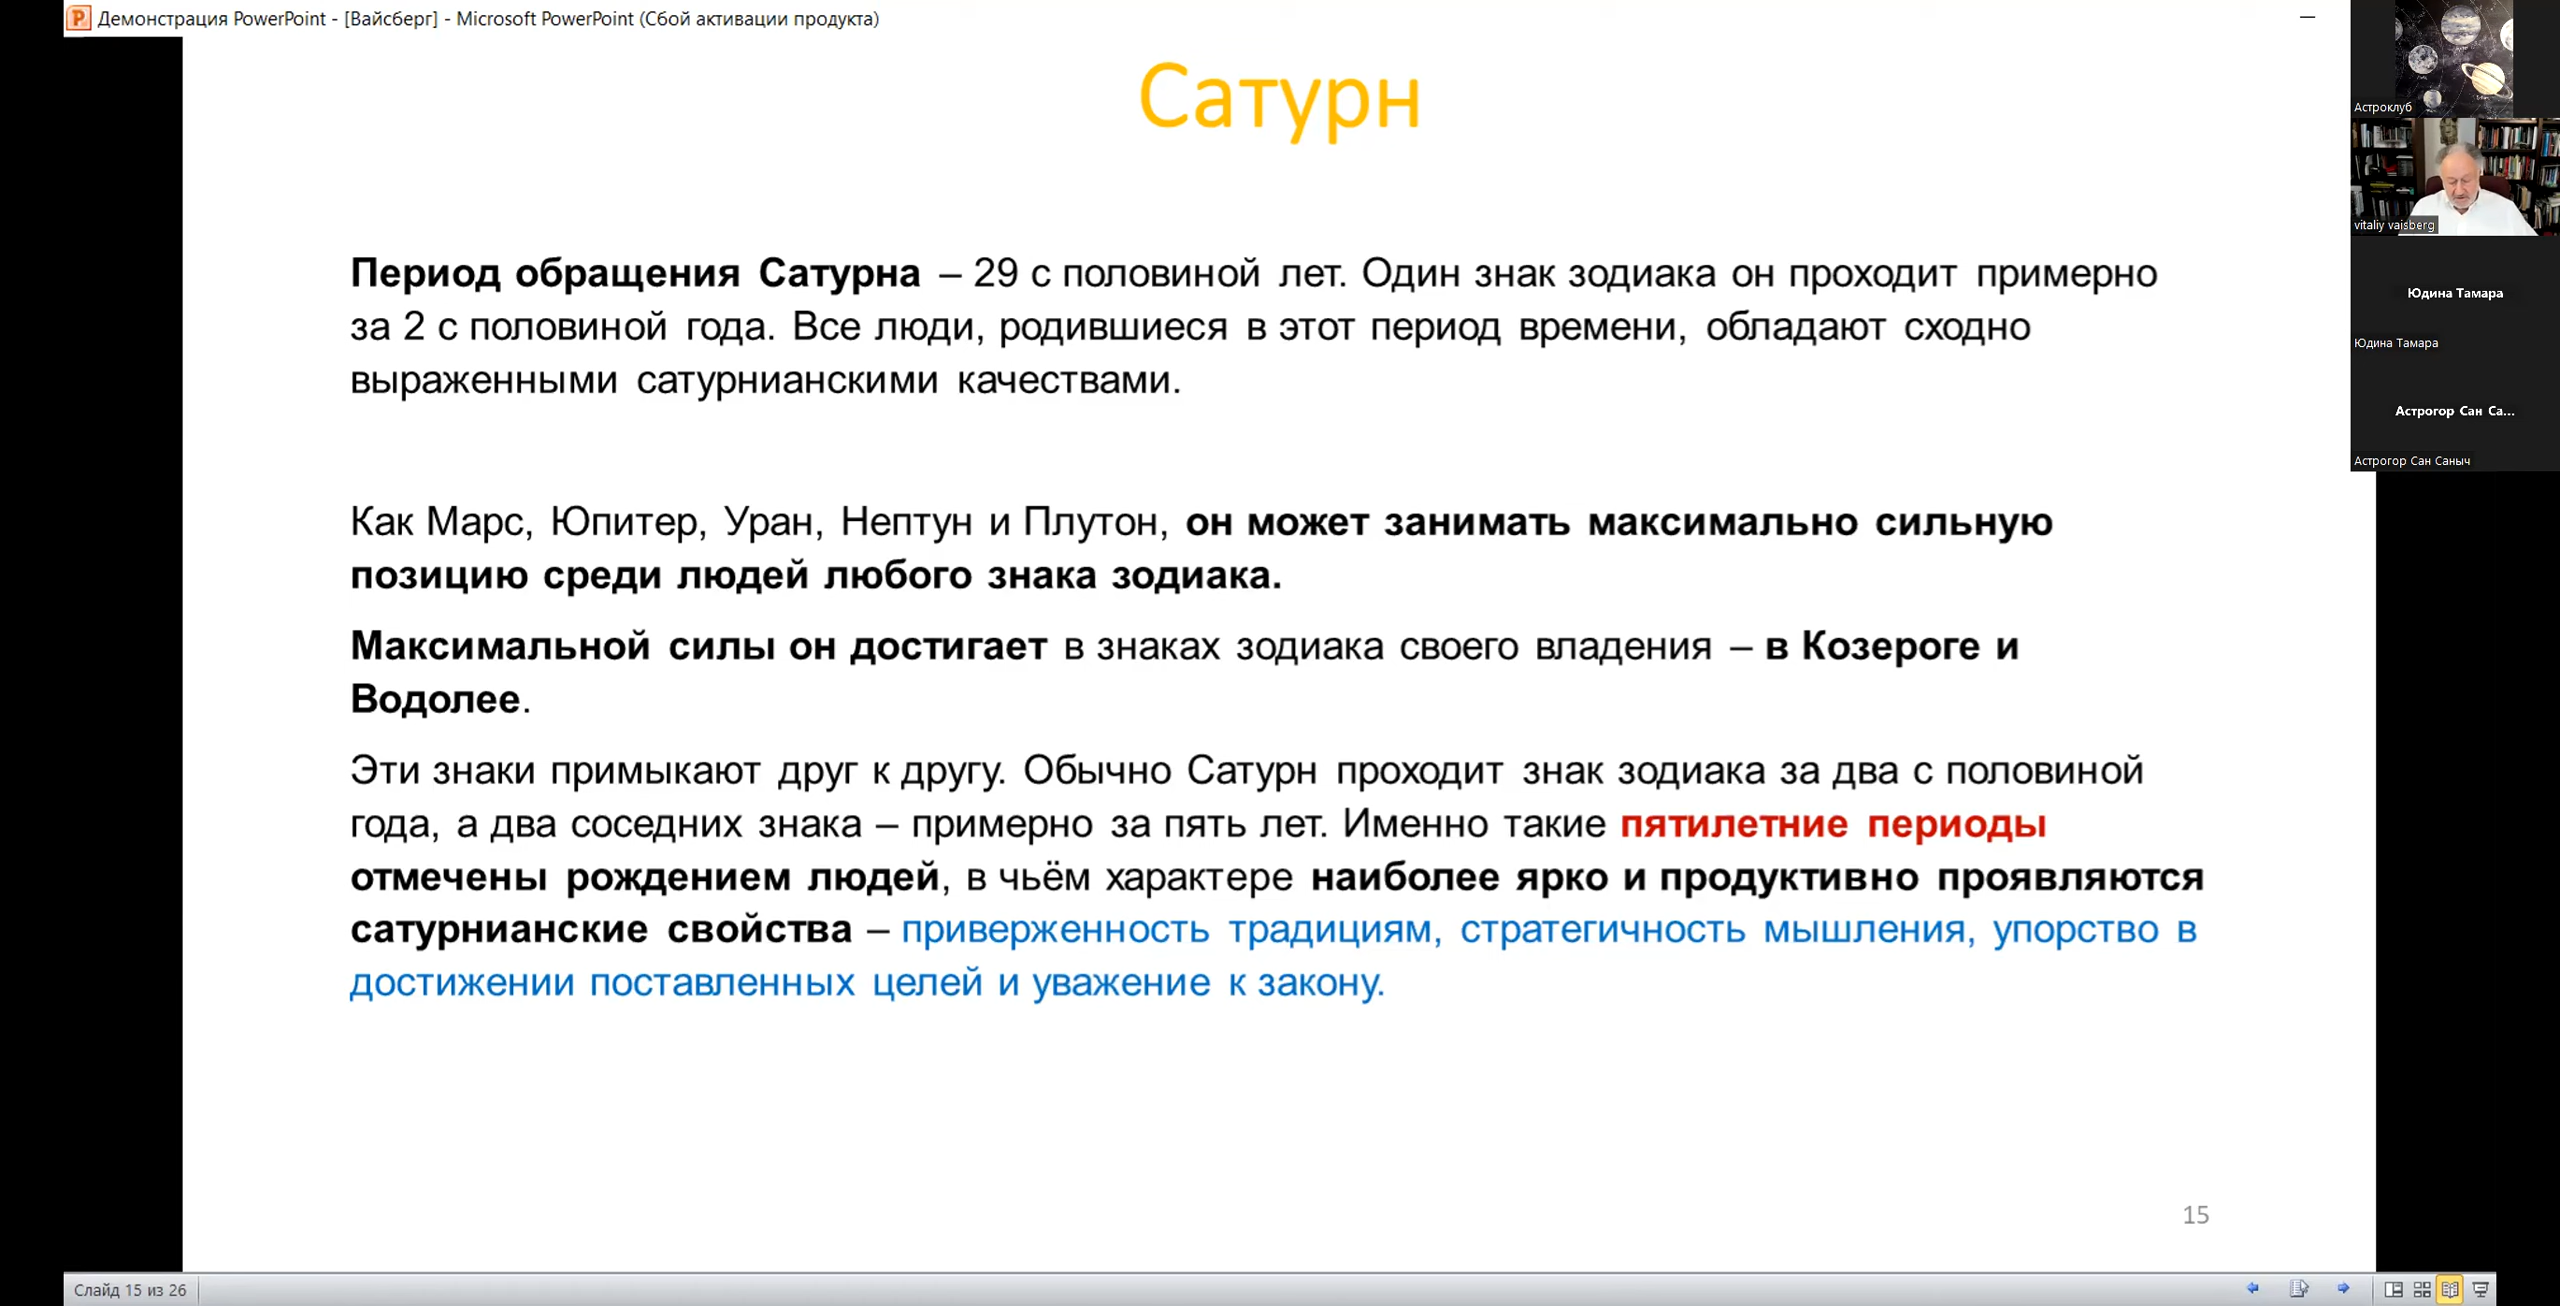 Демонстрация PowerPoint - [Вайсберг] - Microsoft PowerPoint (Сбой активации продукта)
Сатурн
Период обращения Сатурна – 29 с половиной лет. Один знак зодиака он проходит примерно
за 2 с половиной года. Все люди, родившиеся в этот период времени, обладают сходно
выраженными сатурнианскими качествами.
Как Марс, Юпитер, Уран, Нептун и Плутон, он может занимать максимально сильную
позицию среди людей любого знака зодиака.
Максимальной силы он достигает в знаках зодиака своего владения – в Козероге и
Водолее.
Эти знаки примыкают друг к другу. Обычно Сатурн проходит знак зодиака за два с половиной
года, а два соседних знака – примерно за пять лет. Именно такие пятилетние периоды
отмечены рождением людей, в чьём характере наиболее ярко и продуктивно проявляются
сатурнианские свойства – приверженность традициям, стратегичность мышления, упорство в
достижении поставленных целей и уважение к закону.
15
Слайд 15 из 26
Астроклуб
vitaliy vaisberg
Юдина Тамара
Юдина Тамара
Астрогор Сан Са...
Астрогор Сан Саныч